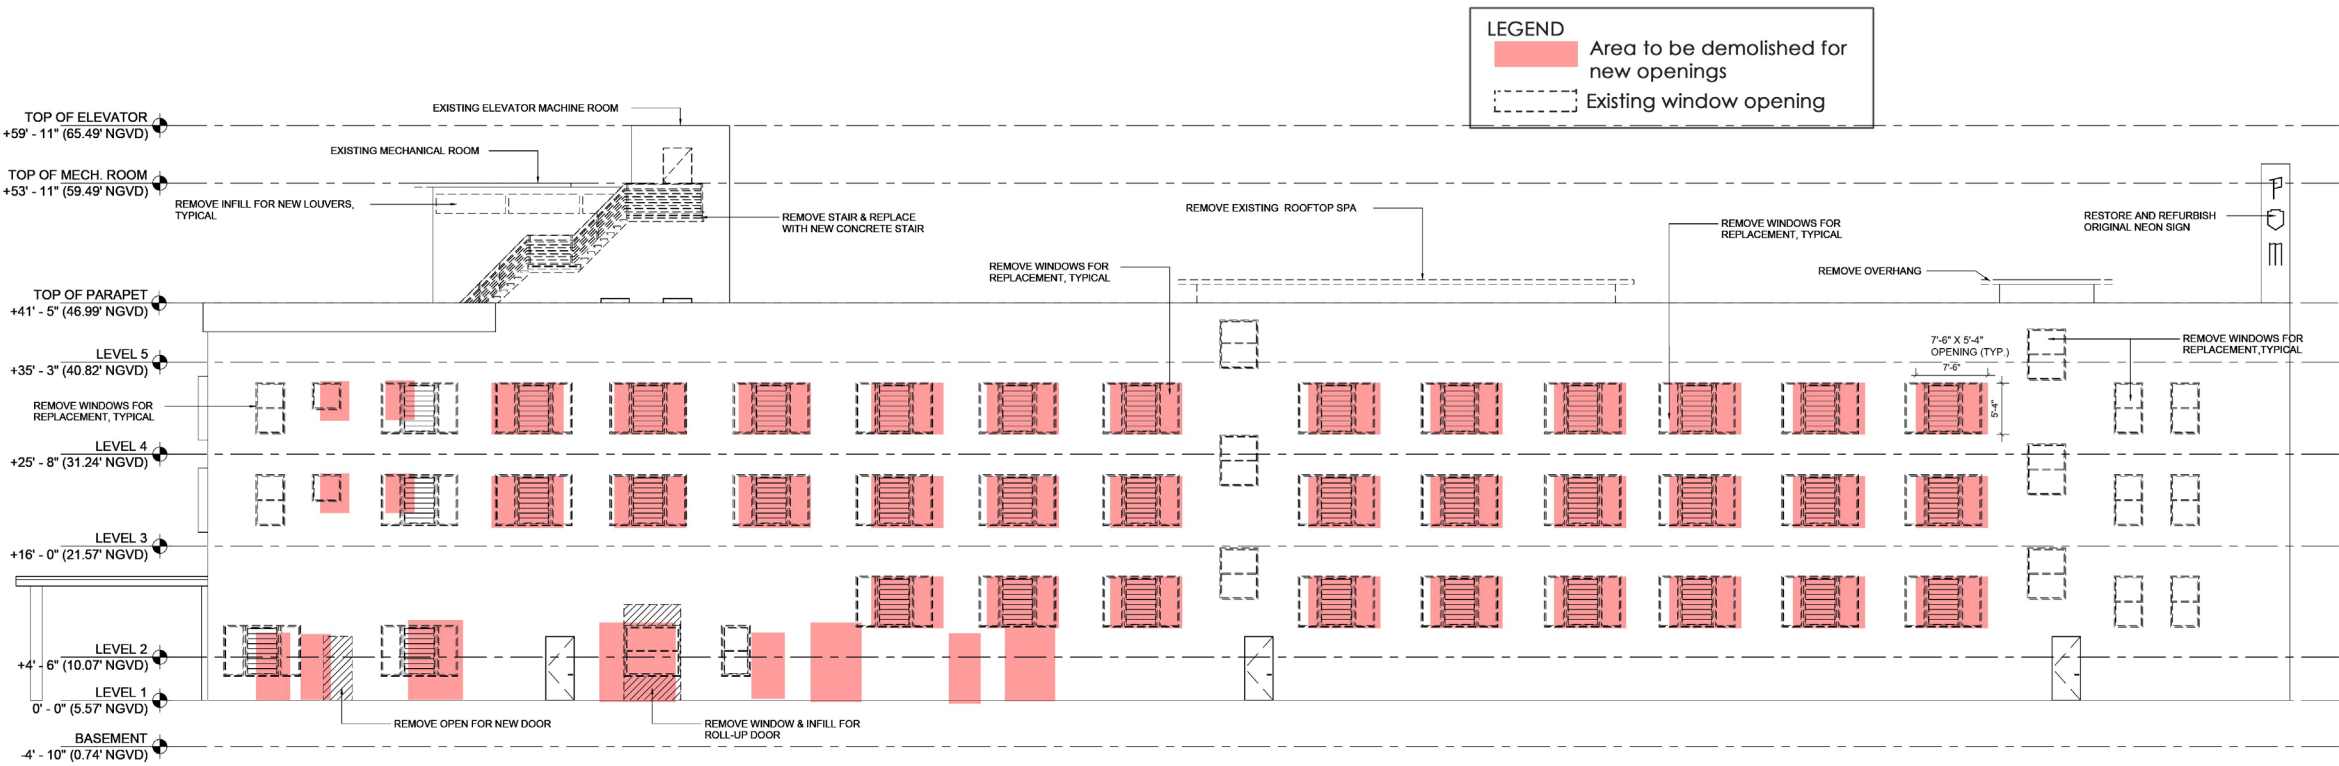 LEGEND
Area to be demolished for
new openings
Existing window opening
TOP OF ELEVATOR
+59' - 11" (65.49' NGVD)
EXISTING ELEVATOR MACHINE ROOM
EXISTING MECHANICAL ROOM
TOP OF MECH. ROOM
+53' - 11" (59.49' NGVD)
REMOVE INFILL FOR NEW LOUVERS,
TYPICAL
REMOVE STAIR & REPLACE
WITH NEW CONCRETE STAIR
REMOVE EXISTING ROOFTOP SPA
REMOVE WINDOWS FOR
REPLACEMENT, TYPICAL
RESTORE AND REFURBISH
ORIGINAL NEON SIGN
REMOVE WINDOWS FOR
REPLACEMENT, TYPICAL
REMOVE OVERHANG
TOP OF PARAPET
+41' - 5" (46.99' NGVD)
7'-6" X 5'-4"
OPENING (TYP.)
7'-6"
5'-4"
REMOVE WINDOWS FOR
REPLACEMENT,TYPICAL
LEVEL 5
+35' - 3" (40.82' NGVD)
REMOVE WINDOWS FOR
REPLACEMENT, TYPICAL
LEVEL 4
+25' - 8" (31.24' NGVD)
LEVEL 3
+16' - 0" (21.57' NGVD)
LEVEL 2
+4' - 6" (10.07' NGVD)
LEVEL 1
0' - 0" (5.57' NGVD)
REMOVE OPEN FOR NEW DOOR
REMOVE WINDOW & INFILL FOR
ROLL-UP DOOR
BASEMENT
-4' - 10" (0.74' NGVD)